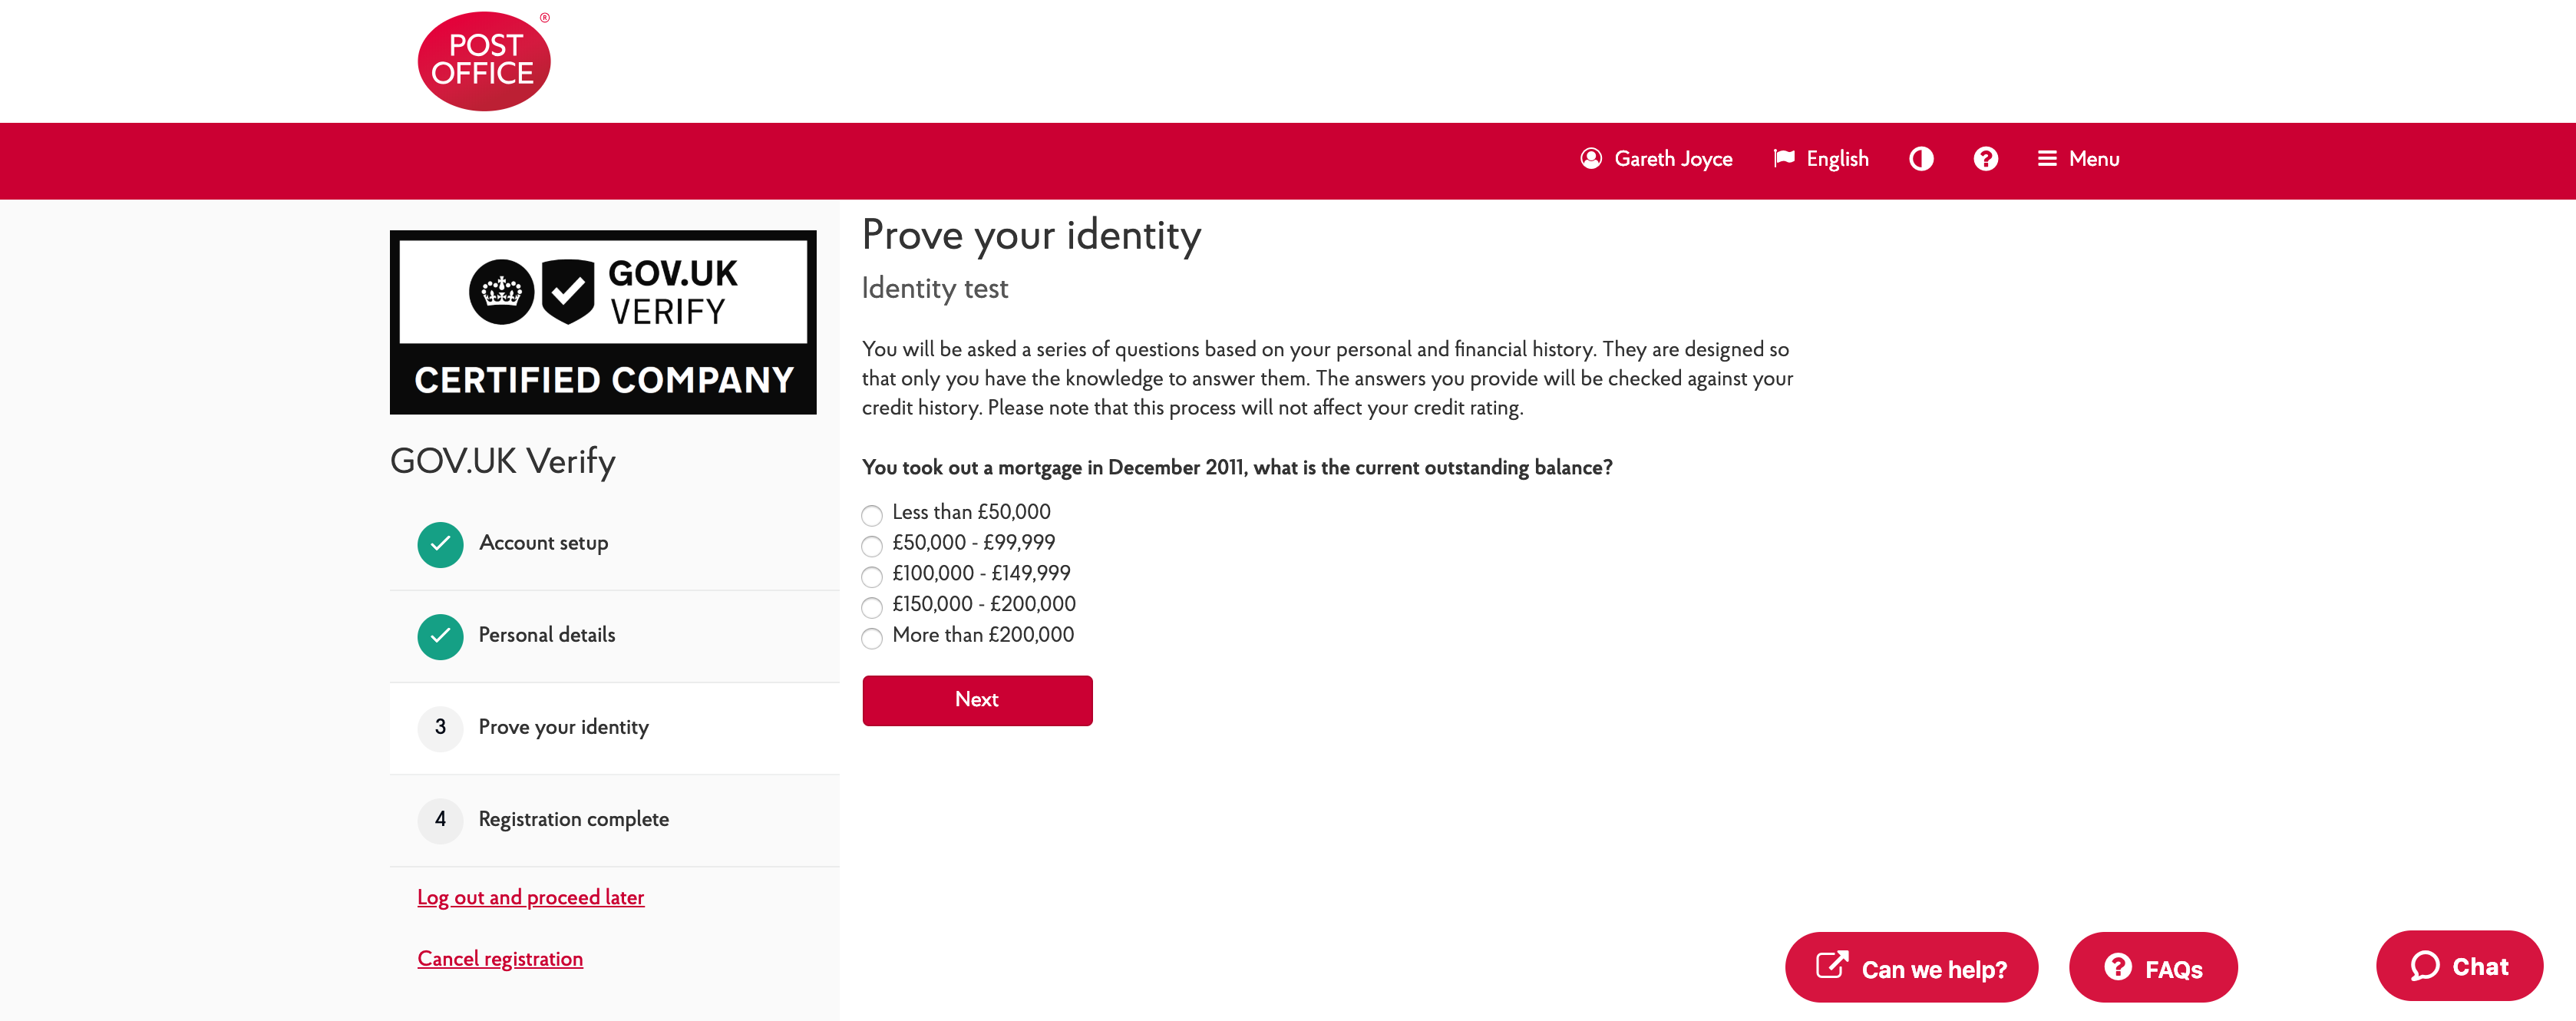 POST
OFFICE
®
Gareth Joyce
English
?
Menu
GOV.UK
VERIFY
CERTIFIED COMPANY
GOV.UK Verify
Account setup
Personal details
3 Prove your identity
4 Registration complete
Log out and proceed later
Cancel registration
Prove your identity
Identity test
You will be asked a series of questions based on your personal and financial history. They are designed so
that only you have the knowledge to answer them. The answers you provide will be checked against your
credit history. Please note that this process will not affect your credit rating.
You took out a mortgage in December 2011, what is the current outstanding balance?
Less than £50,000
£50,000 - £99,999
£100,000 - £149,999
£150,000 - £200,000
More than £200,000
Next
Can we help?
? FAQs
Chat